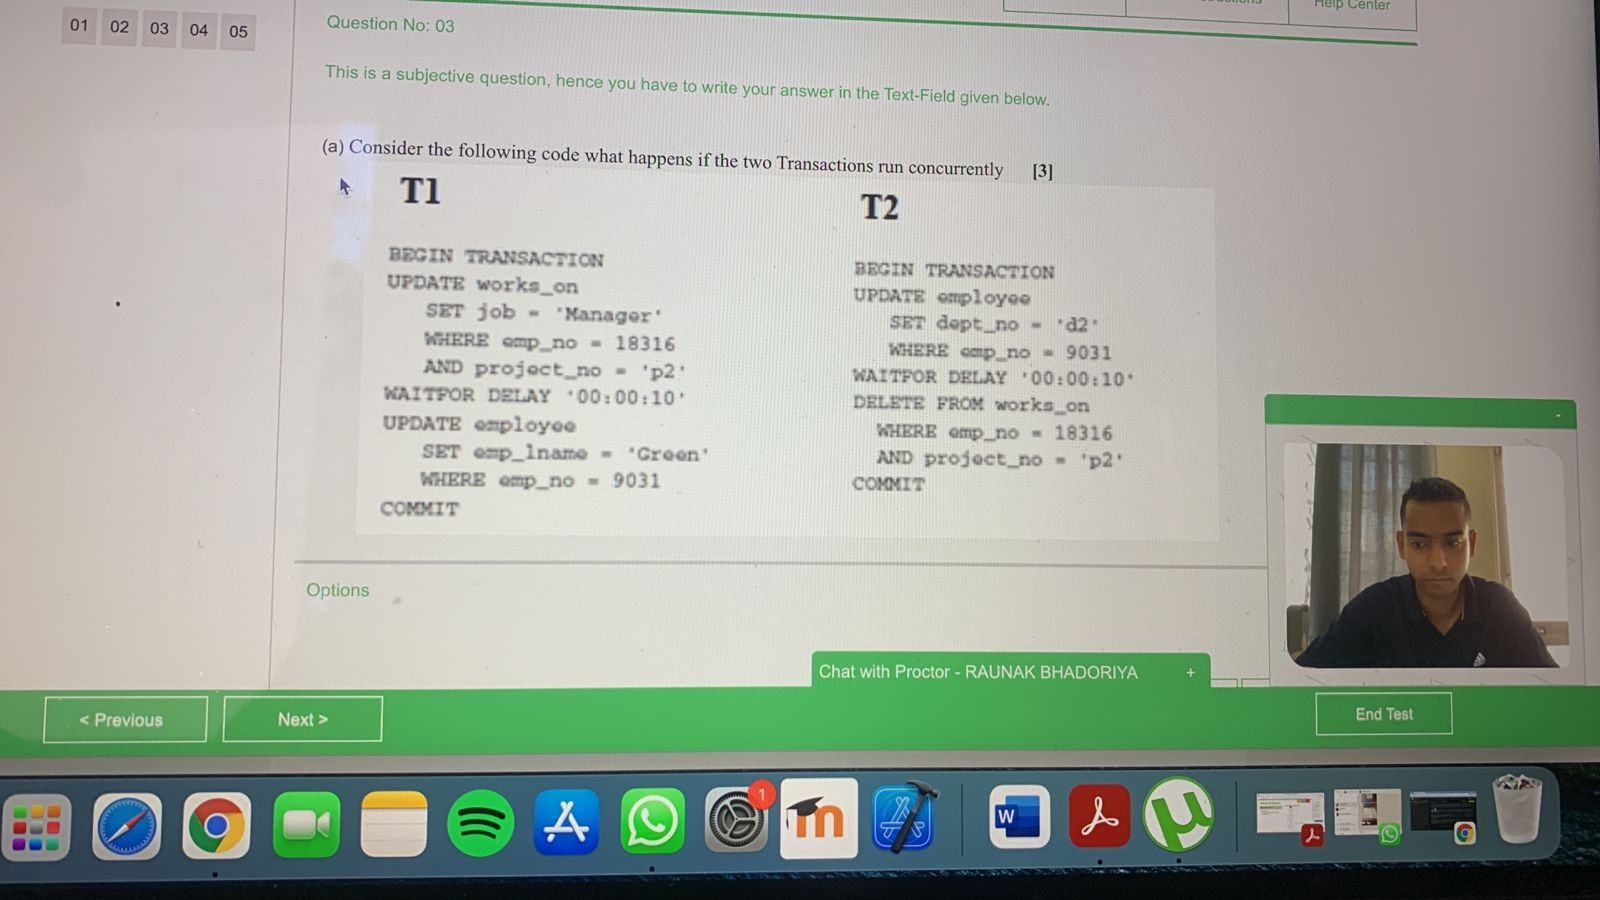 Help Center
01 02 03 04 05
Question No: 03
This is a subjective question, hence you have to write your answer in the Text-Field given below.
(a) Consider the following code what happens if the two Transactions run concurrently [3]
T1
BEGIN TRANSACTION
UPDATE works_on
SET job = 'Manager'
WHERE emp_no = 18316
AND project_no = 'p2'
WAITFOR DELAY '00:00:10'
UPDATE employee
SET emp_lname = 'Green'
WHERE emp_no = 9031
COMMIT
T2
BEGIN TRANSACTION
UPDATE employee
SET dept_no = 'd2'
WHERE emp_no = 9031
WAITFOR DELAY '00:00:10'
DELETE FROM works_on
WHERE emp_no = 18316
AND project_no = 'p2'
COMMIT
Options
Chat with Proctor - RAUNAK BHADORIYA +
< Previous
Next >
End Test
1
m
W